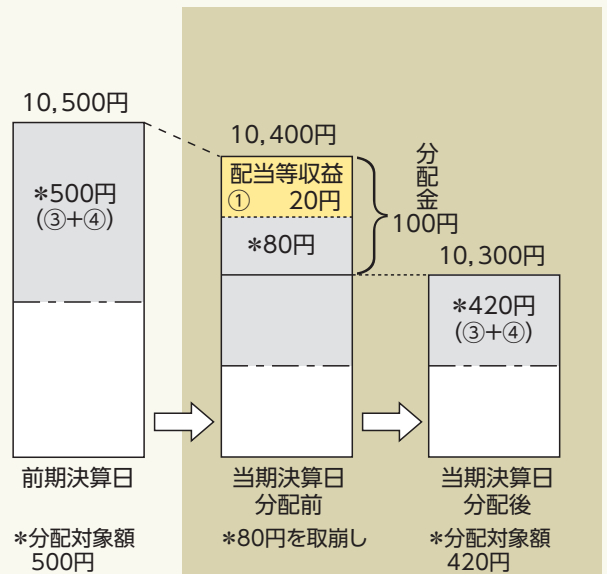 10,500円
*500円
(③+④)
前期決算日
*分配対象額
500円
10,400円
配当等収益
① 20円
*80円
分配金
100円
当期決算日
分配前
*80円を取崩し
10,300円
*420円
(③+④)
当期決算日
分配後
*分配対象額
420円